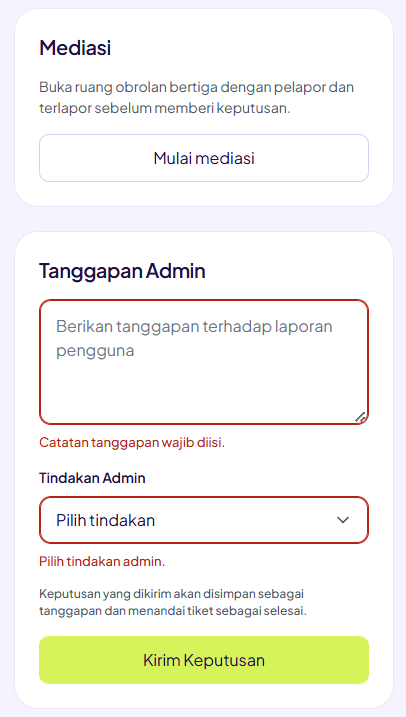 Mediasi
Buka ruang obrolan bertiga dengan pelapor dan
terlapor sebelum memberi keputusan.
Mulai mediasi
Tanggapan Admin
Berikan tanggapan terhadap laporan
pengguna
Catatan tanggapan wajib diisi.
Tindakan Admin
Pilih tindakan
Pilih tindakan admin.
Keputusan yang dikirim akan disimpan sebagai
tanggapan dan menandai tiket sebagai selesai.
Kirim Keputusan